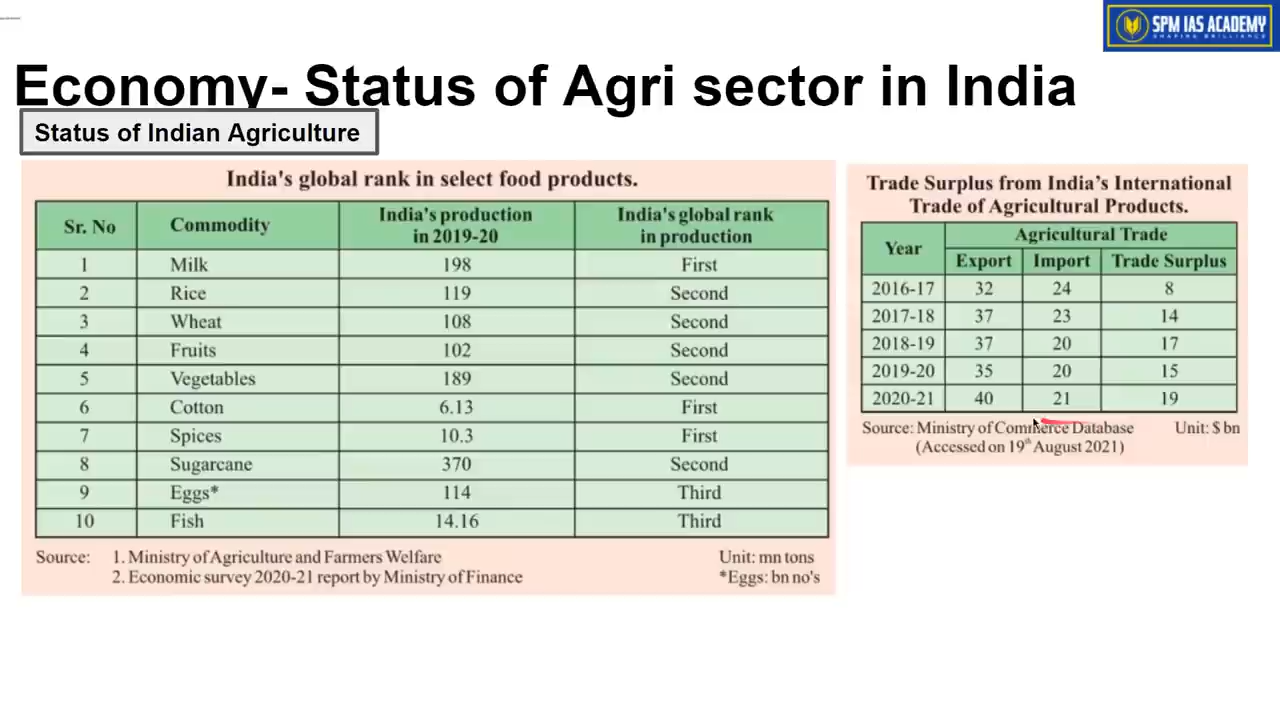 SPM IAS ACADEMY
SHAPING BRILLIANCE
Economy- Status of Agri sector in India
Status of Indian Agriculture
India's global rank in select food products.
Sr. No Commodity India's production in 2019-20 India's global rank in production
1 Milk 198 First
2 Rice 119 Second
3 Wheat 108 Second
4 Fruits 102 Second
5 Vegetables 189 Second
6 Cotton 6.13 First
7 Spices 10.3 First
8 Sugarcane 370 Second
9 Eggs* 114 Third
10 Fish 14.16 Third
Source: 1. Ministry of Agriculture and Farmers Welfare Unit: mn tons
2. Economic survey 2020-21 report by Ministry of Finance *Eggs: bn no's
Trade Surplus from India's International
Trade of Agricultural Products.
Year Agricultural Trade
Export Import Trade Surplus
2016-17 32 24 8
2017-18 37 23 14
2018-19 37 20 17
2019-20 35 20 15
2020-21 40 21 19
Source: Ministry of Commerce Database Unit: $ bn
(Accessed on 19th August 2021)